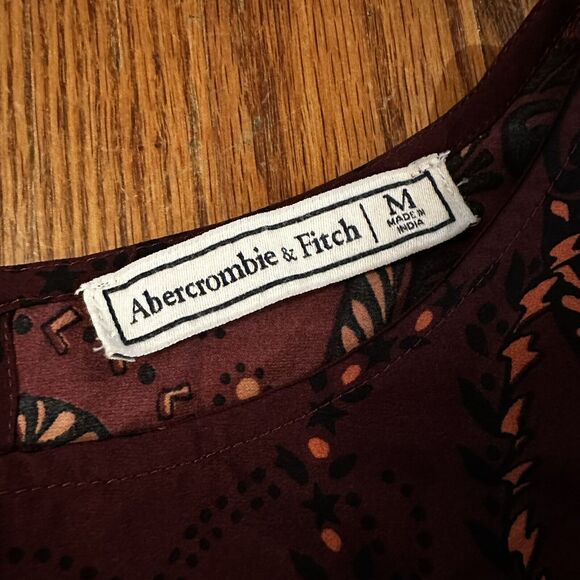 Abercrombie & Fitch | M
MADE IN
INDIA